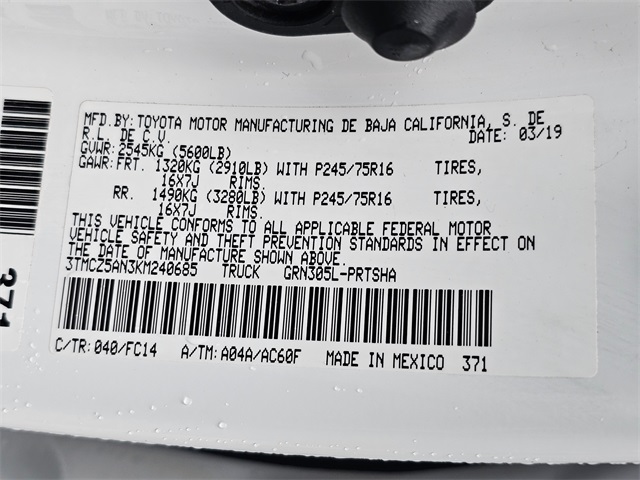 MFD.BY: TOYOTA MOTOR MANUFACTURING DE BAJA CALIFORNIA, S. DE
R.L. DE C.V. DATE: 03/19
GVWR: 2545KG (5600LB)
GAWR: FRT. 1320KG (2910LB) WITH P245/75R16 TIRES,
16X7J RIMS.
RR. 1490KG (3280LB) WITH P245/75R16 TIRES,
16X7J RIMS.
THIS VEHICLE CONFORMS TO ALL APPLICABLE FEDERAL MOTOR
VEHICLE SAFETY AND THEFT PREVENTION STANDARDS IN EFFECT ON
THE DATE OF MANUFACTURE SHOWN ABOVE.
3TMCZ5AN3KM240685 TRUCK GRN305L-PRTSHA
C/TR: 040/FC14 A/TM: A04A/AC60F MADE IN MEXICO 371
371